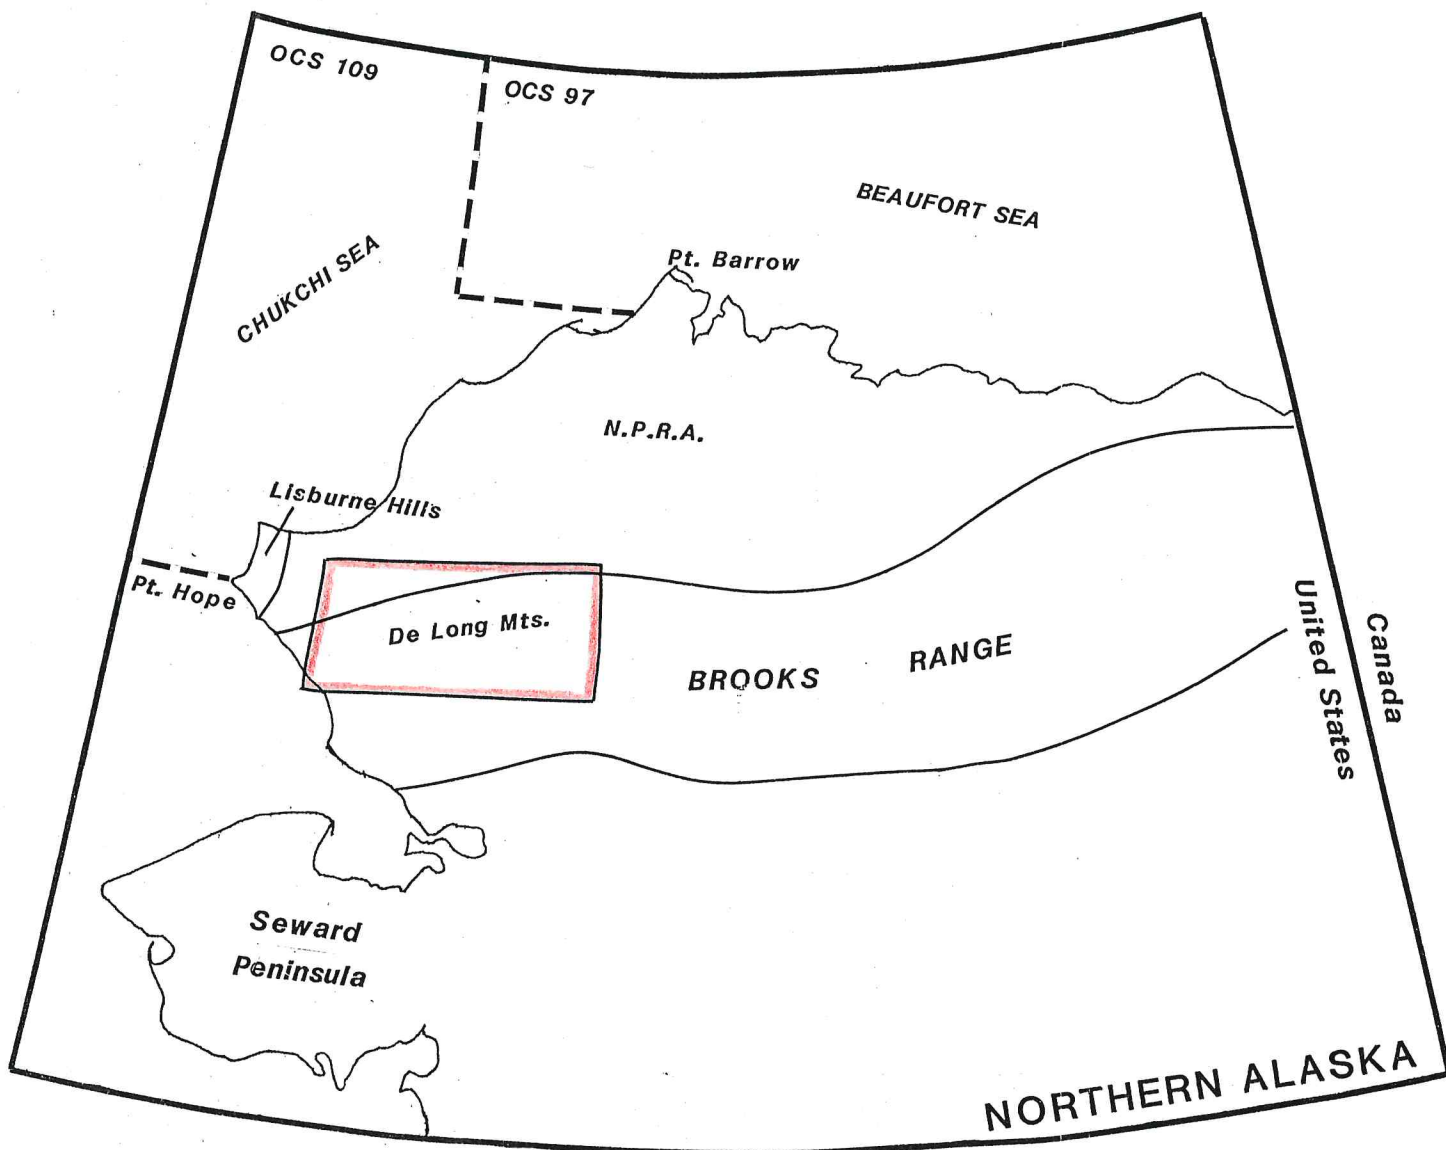 OCS 109
OCS 97
BEAUFORT SEA
CHUKCHI SEA
Pt. Barrow
N.P.R.A.
Lisburne Hills
Pt. Hope
De Long Mts.
BROOKS RANGE
United States
Canada
Seward
Peninsula
NORTHERN ALASKA